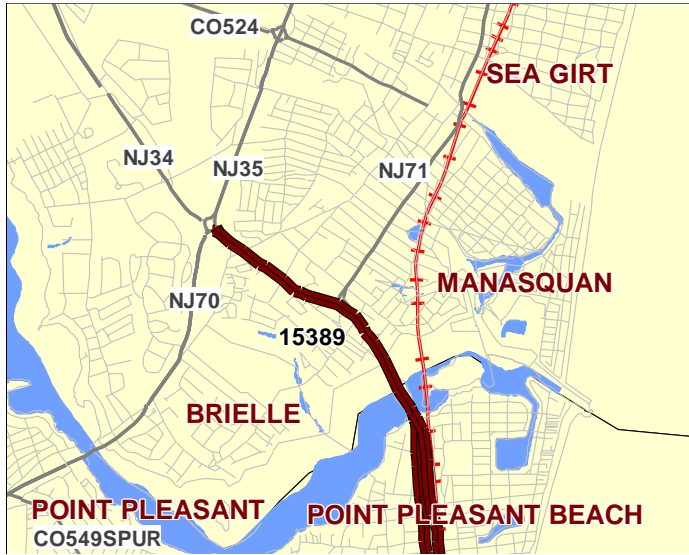 CO524
SEA GIRT
NJ34
NJ35
NJ71
MANASQUAN
NJ70
15389
BRIELLE
POINT PLEASANT
POINT PLEASANT BEACH
CO549SPUR